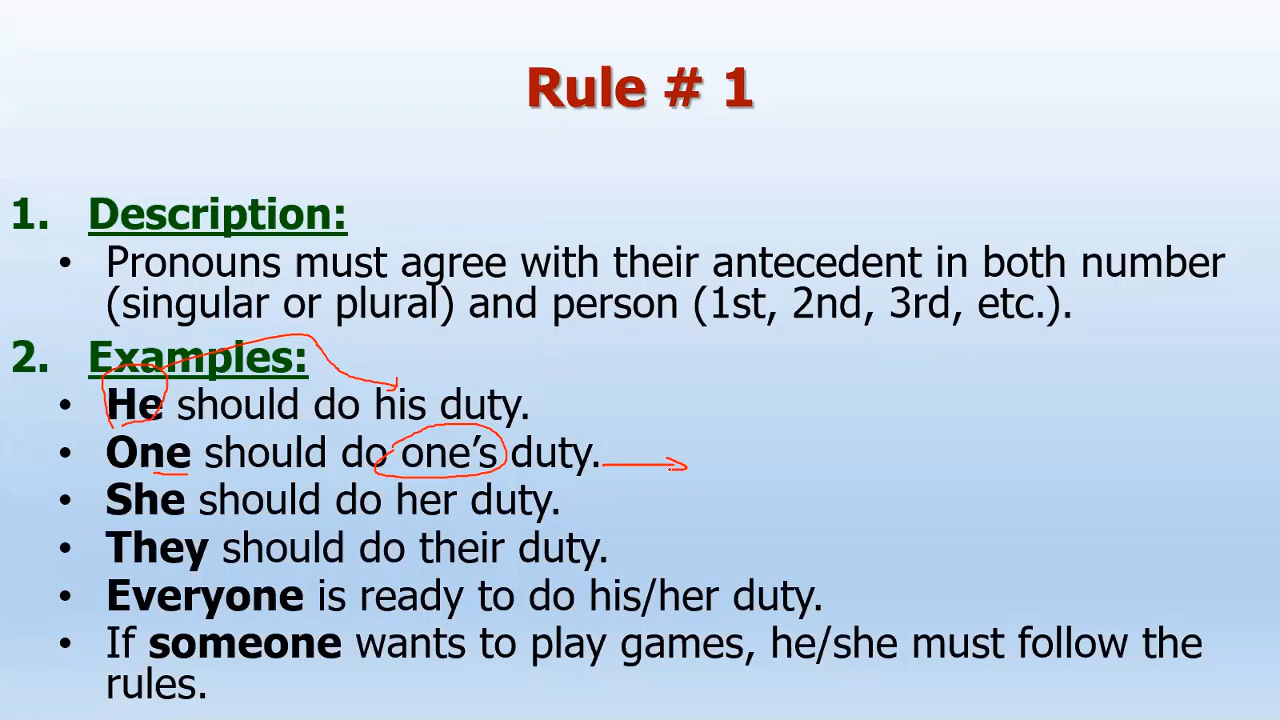 Rule # 1
1. Description:
• Pronouns must agree with their antecedent in both number
(singular or plural) and person (1st, 2nd, 3rd, etc.).
2. Examples:
• He should do his duty.
• One should do one’s duty.
• She should do her duty.
• They should do their duty.
• Everyone is ready to do his/her duty.
• If someone wants to play games, he/she must follow the
rules.